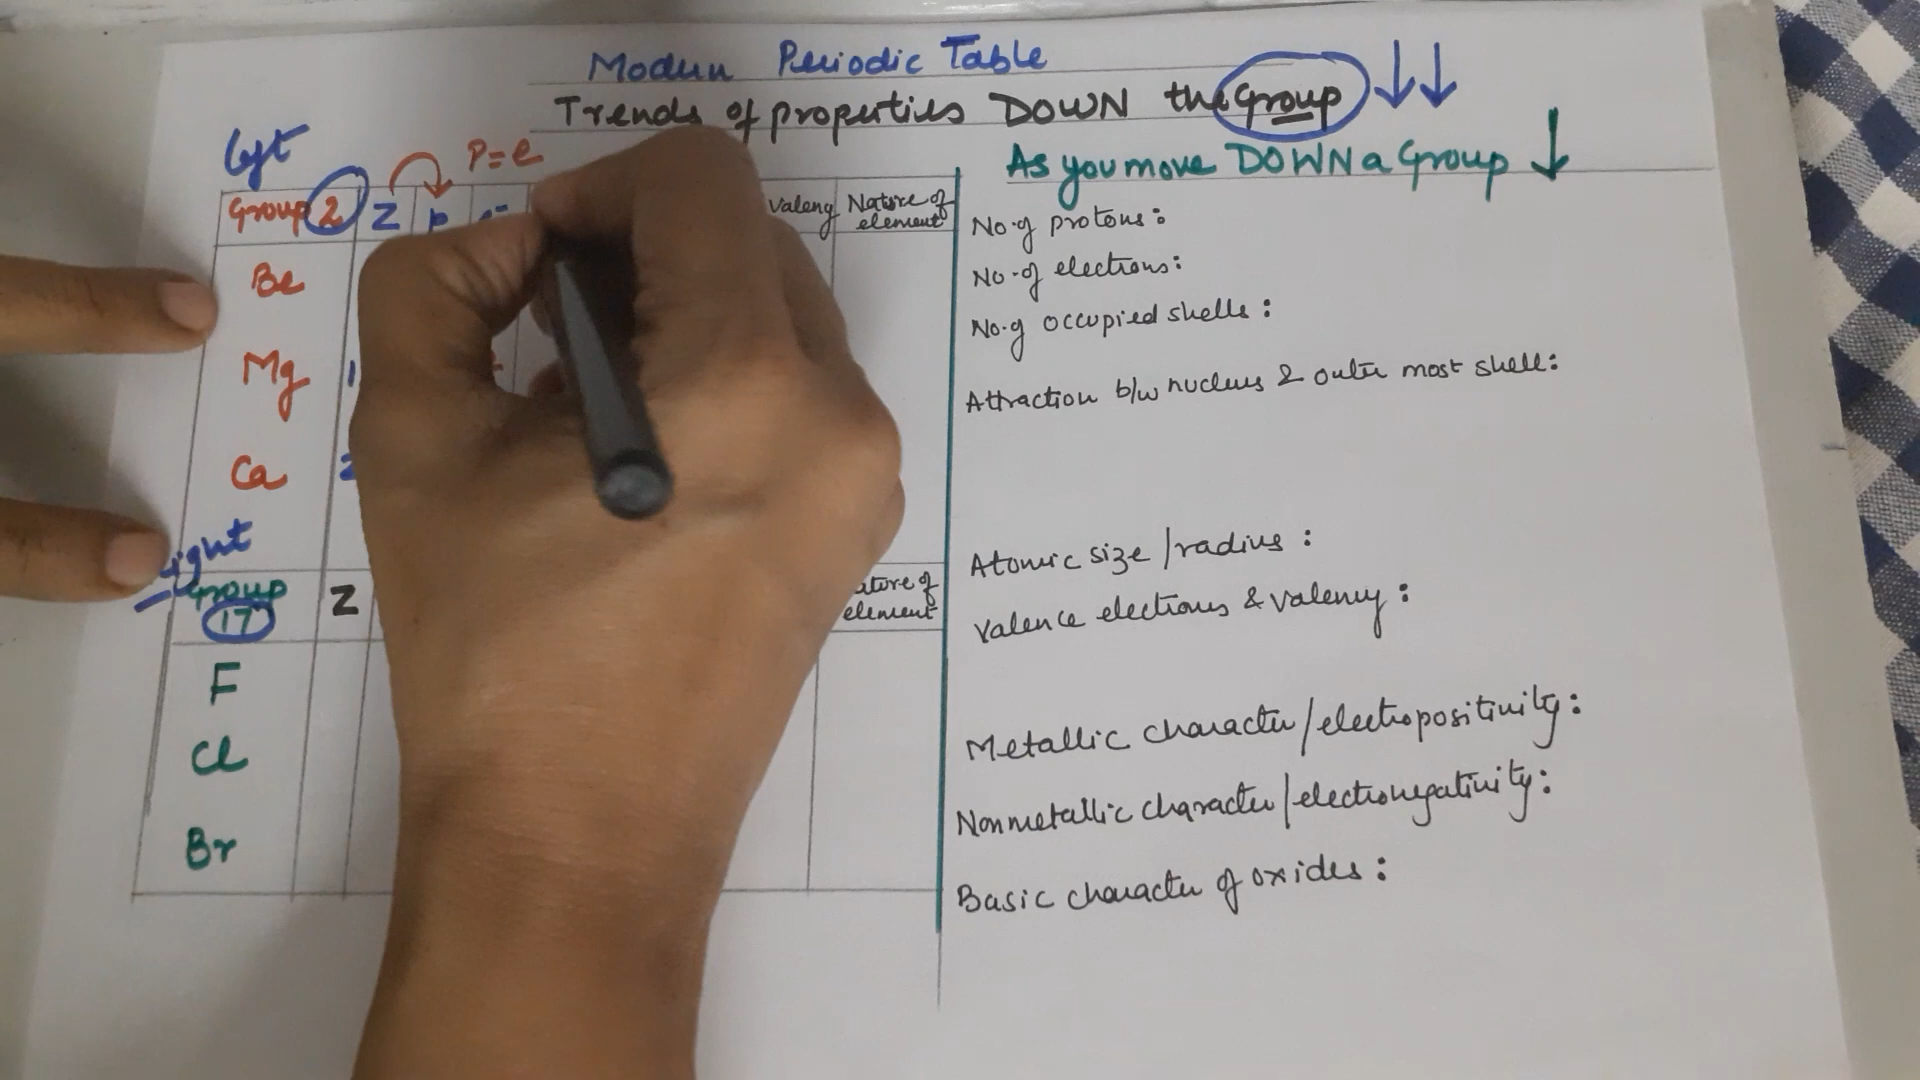 Modern Periodic Table
Trends of properties DOWN the group
As you move DOWN a Group
left
P=e
Group 2 Z p e- Valency Nature of element
Be
Mg 1
Ca 2
right
Group 17 Z Nature of element
F
Cl
Br
No. of protons:
No. of electrons:
No. of occupied shells:
Attraction b/w nucleus & outer most shell:
Atomic size/radius:
Valence electrons & valency:
Metallic character/electropositivity:
Nonmetallic character/electronegativity:
Basic character of oxides: